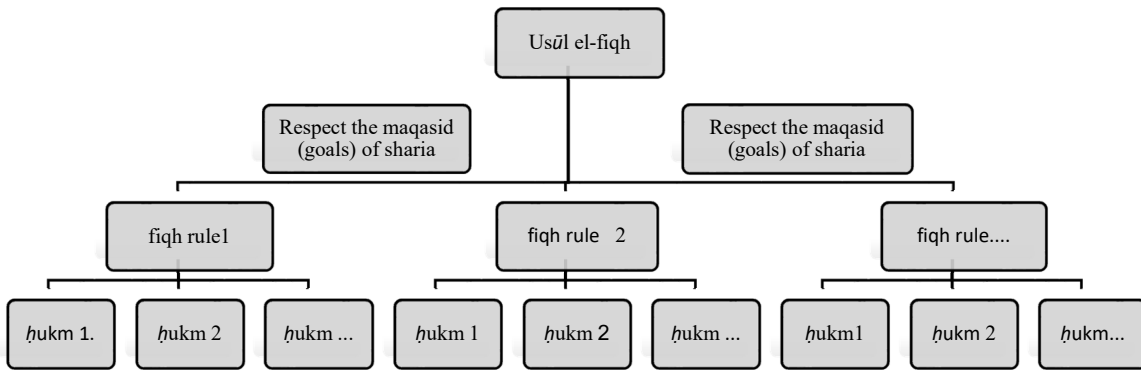 Usūl el-fiqh
Respect the maqasid
(goals) of sharia
Respect the maqasid
(goals) of sharia
fiqh rule1
fiqh rule 2
fiqh rule....
ḥukm 1.
ḥukm 2
ḥukm ...
ḥukm 1
ḥukm 2
ḥukm ...
ḥukm1
ḥukm 2
ḥukm...